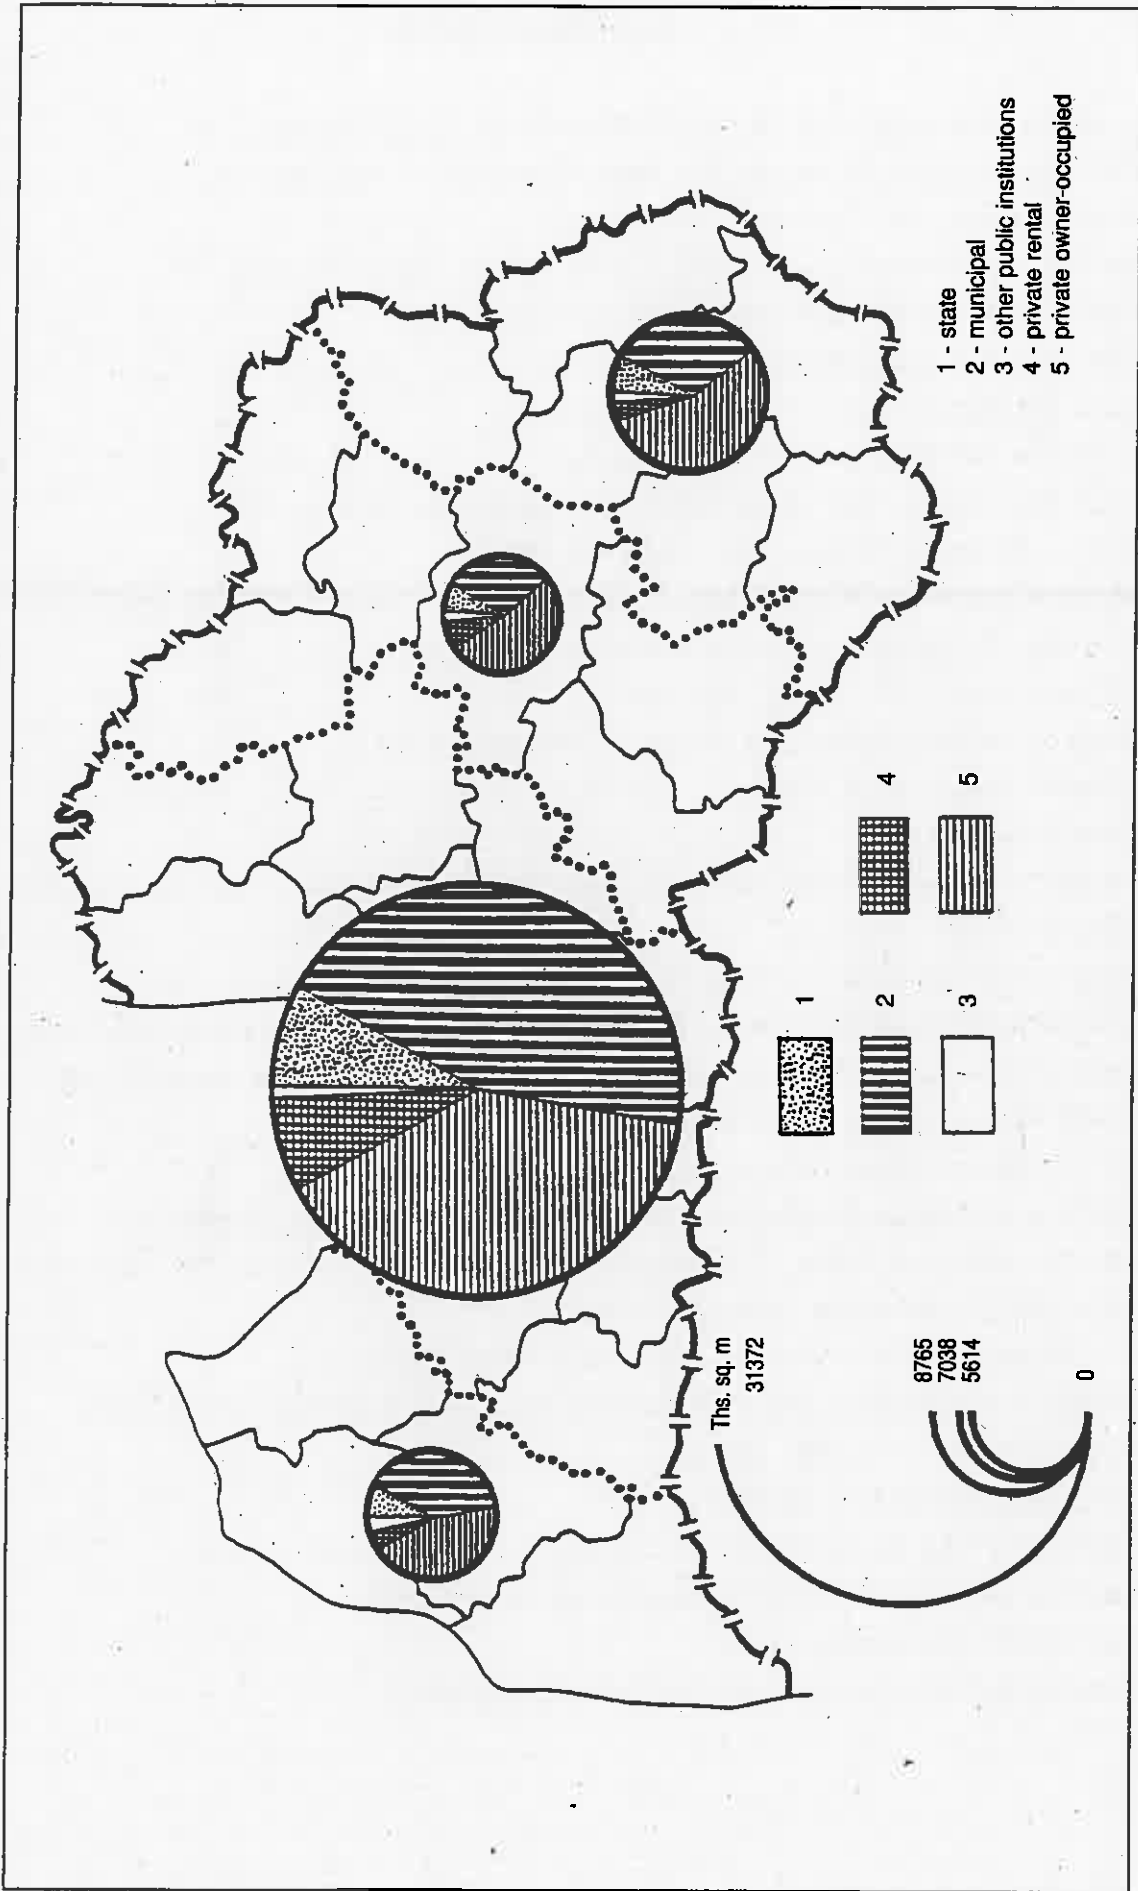 Ths. sq. m
31372
8765
7038
5614
0
1
2
3
4
5
1 - state
2 - municipal
3 - other public institutions
4 - private rental
5 - private owner-occupied